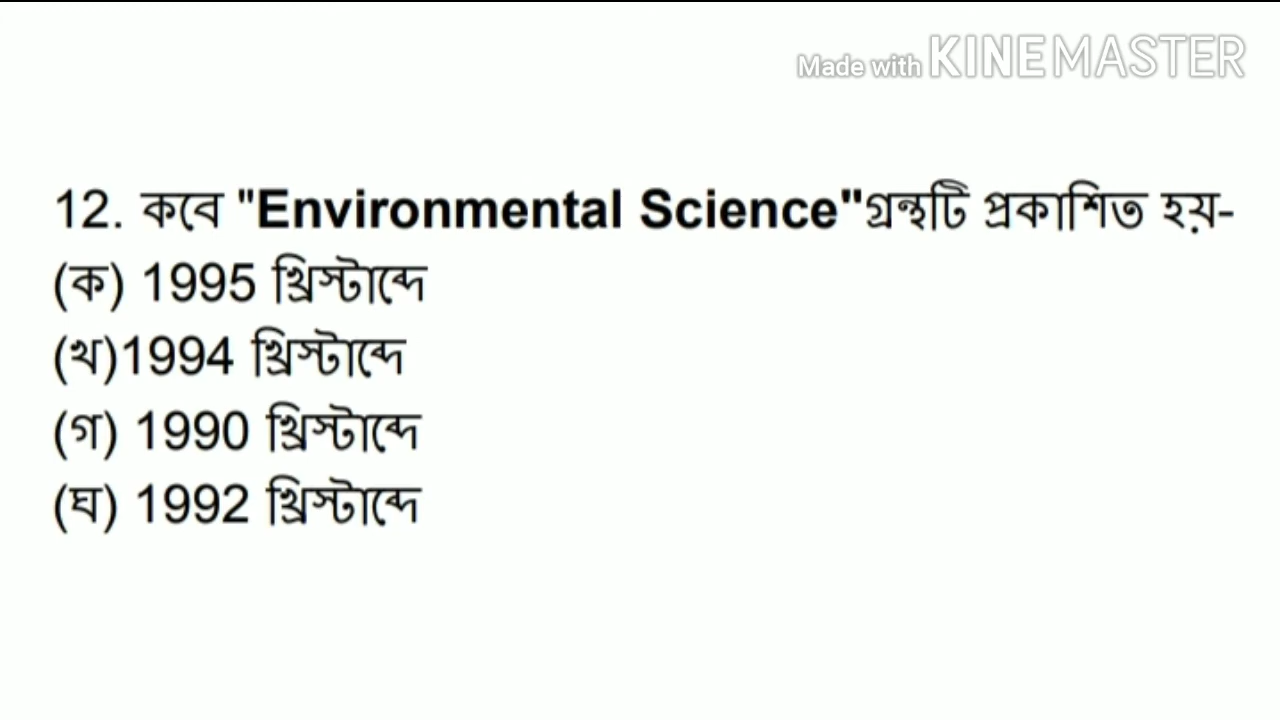 Made with KINEMASTER
12. কবে "Environmental Science"গ্রন্থটি প্রকাশিত হয়-
(ক) 1995 খ্রিস্টাব্দে
(খ)1994 খ্রিস্টাব্দে
(গ) 1990 খ্রিস্টাব্দে
(ঘ) 1992 খ্রিস্টাব্দে